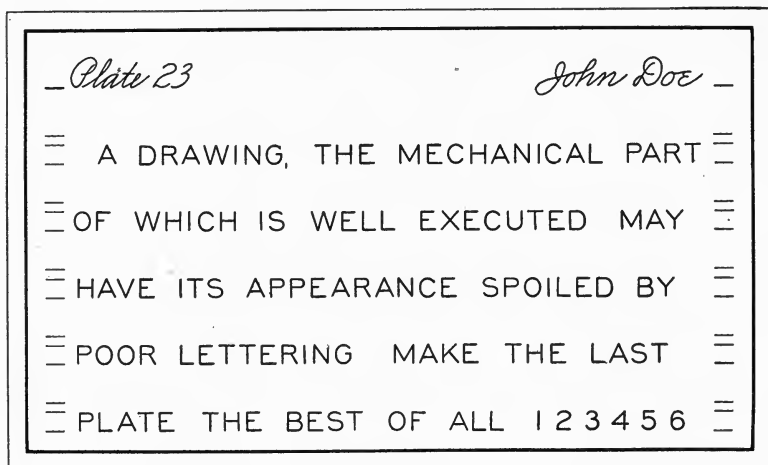 Plate 23 John Doe
A DRAWING, THE MECHANICAL PART
OF WHICH IS WELL EXECUTED MAY
HAVE ITS APPEARANCE SPOILED BY
POOR LETTERING MAKE THE LAST
PLATE THE BEST OF ALL 1 2 3 4 5 6